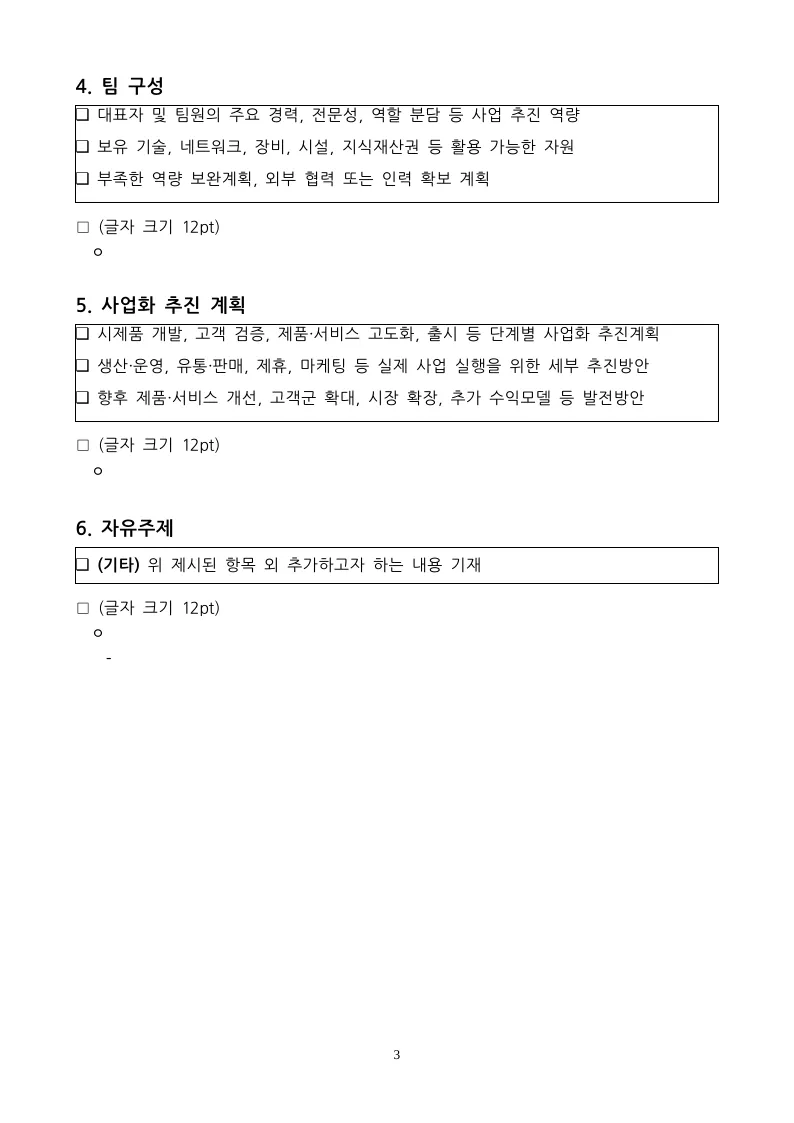 4. 팀 구성
❏ 대표자 및 팀원의 주요 경력, 전문성, 역할 분담 등 사업 추진 역량
❏ 보유 기술, 네트워크, 장비, 시설, 지식재산권 등 활용 가능한 자원
❏ 부족한 역량 보완계획, 외부 협력 또는 인력 확보 계획
□ (글자 크기 12pt)
ㅇ
5. 사업화 추진 계획
❏ 시제품 개발, 고객 검증, 제품·서비스 고도화, 출시 등 단계별 사업화 추진계획
❏ 생산·운영, 유통·판매, 제휴, 마케팅 등 실제 사업 실행을 위한 세부 추진방안
❏ 향후 제품·서비스 개선, 고객군 확대, 시장 확장, 추가 수익모델 등 발전방안
□ (글자 크기 12pt)
ㅇ
6. 자유주제
❏ (기타) 위 제시된 항목 외 추가하고자 하는 내용 기재
□ (글자 크기 12pt)
ㅇ
-
3